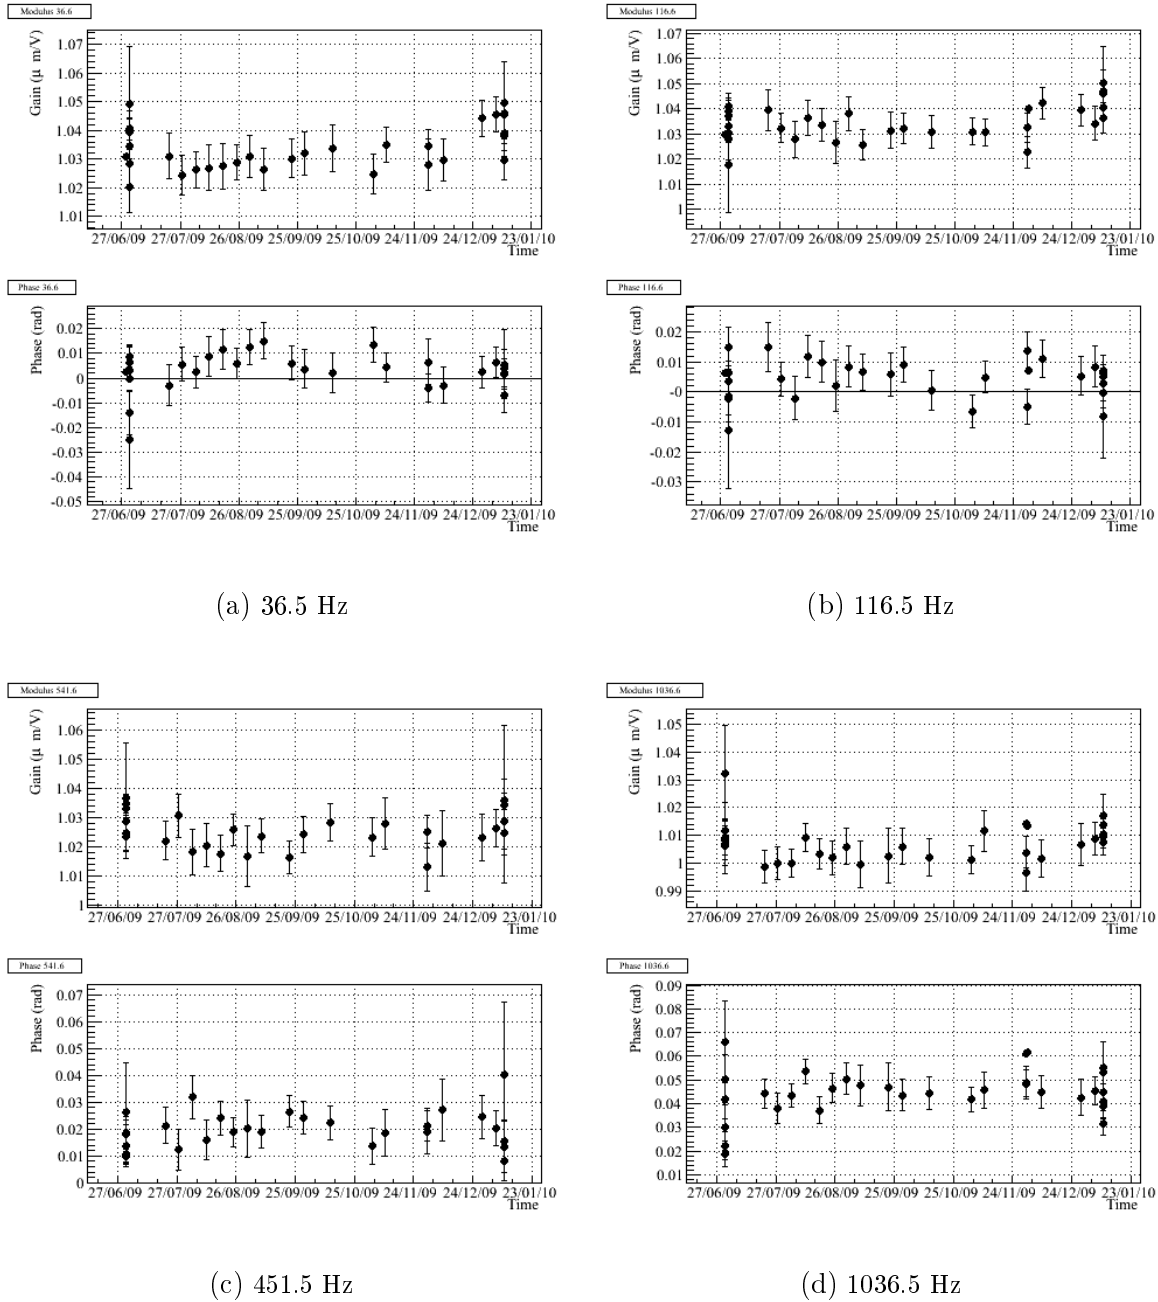 Modulus 36.6
Gain (μ m/V)
1.07
1.06
1.05
1.04
1.03
1.02
1.01
27/06/09 27/07/09 26/08/09 25/09/09 25/10/09 24/11/09 24/12/09 23/01/10
Time
Phase 36.6
Phase (rad)
0.02
0.01
0
-0.01
-0.02
-0.03
-0.04
-0.05
27/06/09 27/07/09 26/08/09 25/09/09 25/10/09 24/11/09 24/12/09 23/01/10
Time
(a) 36.5 Hz
Modulus 116.6
Gain (μ m/V)
1.07
1.06
1.05
1.04
1.03
1.02
1.01
1
27/06/09 27/07/09 26/08/09 25/09/09 25/10/09 24/11/09 24/12/09 23/01/10
Time
Phase 116.6
Phase (rad)
0.02
0.01
-0
-0.01
-0.02
-0.03
27/06/09 27/07/09 26/08/09 25/09/09 25/10/09 24/11/09 24/12/09 23/01/10
Time
(b) 116.5 Hz
Modulus 541.6
Gain (μ m/V)
1.06
1.05
1.04
1.03
1.02
1.01
1
27/06/09 27/07/09 26/08/09 25/09/09 25/10/09 24/11/09 24/12/09 23/01/10
Time
Phase 541.6
Phase (rad)
0.07
0.06
0.05
0.04
0.03
0.02
0.01
0
27/06/09 27/07/09 26/08/09 25/09/09 25/10/09 24/11/09 24/12/09 23/01/10
Time
(c) 451.5 Hz
Modulus 1036.6
Gain (μ m/V)
1.05
1.04
1.03
1.02
1.01
1
0.99
27/06/09 27/07/09 26/08/09 25/09/09 25/10/09 24/11/09 24/12/09 23/01/10
Time
Phase 1036.6
Phase (rad)
0.09
0.08
0.07
0.06
0.05
0.04
0.03
0.02
0.01
27/06/09 27/07/09 26/08/09 25/09/09 25/10/09 24/11/09 24/12/09 23/01/10
Time
(d) 1036.5 Hz